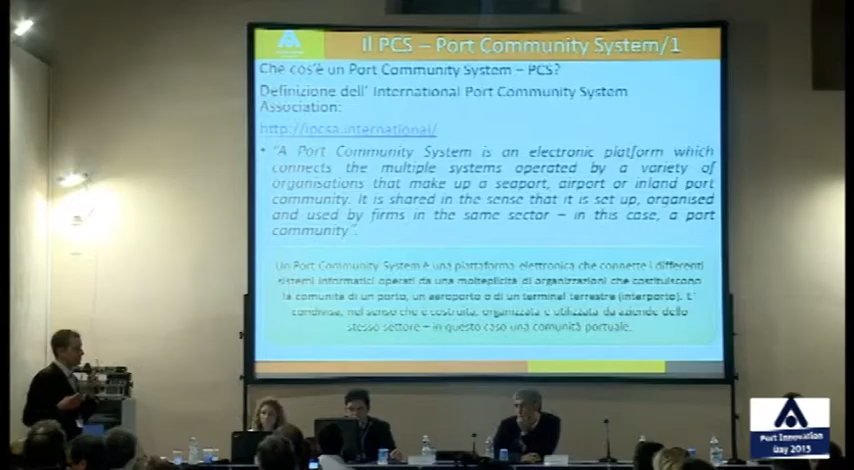 Il PCS – Port Community System/1
Che cos'è un Port Community System – PCS?
Definizione dell' International Port Community System
Association:
http://ipcsa.international/
• "A Port Community System is an electronic platform which
connects the multiple systems operated by a variety of
organisations that make up a seaport, airport or inland port
community. It is shared in the sense that it is set up, organised
and used by firms in the same sector – in this case, a port
community".
Un Port Community System è una piattaforma elettronica che connette i differenti
sistemi informatici operati da una molteplicità di organizzazioni che costituiscono
la comunità di un porto, un aeroporto o di un terminal terrestre (interporto). E'
condivisa, nel senso che è costruita, organizzata e utilizzata da aziende dello
stesso settore – in questo caso una comunità portuale.
Port Innovation
Day 2015